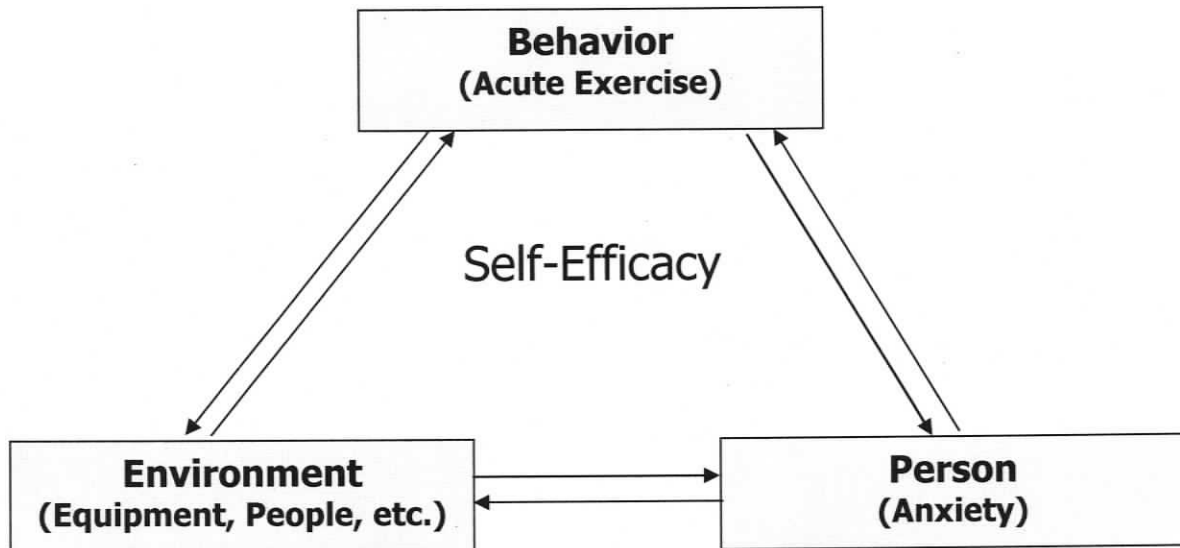 Behavior
(Acute Exercise)
Self-Efficacy
Environment
(Equipment, People, etc.)
Person
(Anxiety)